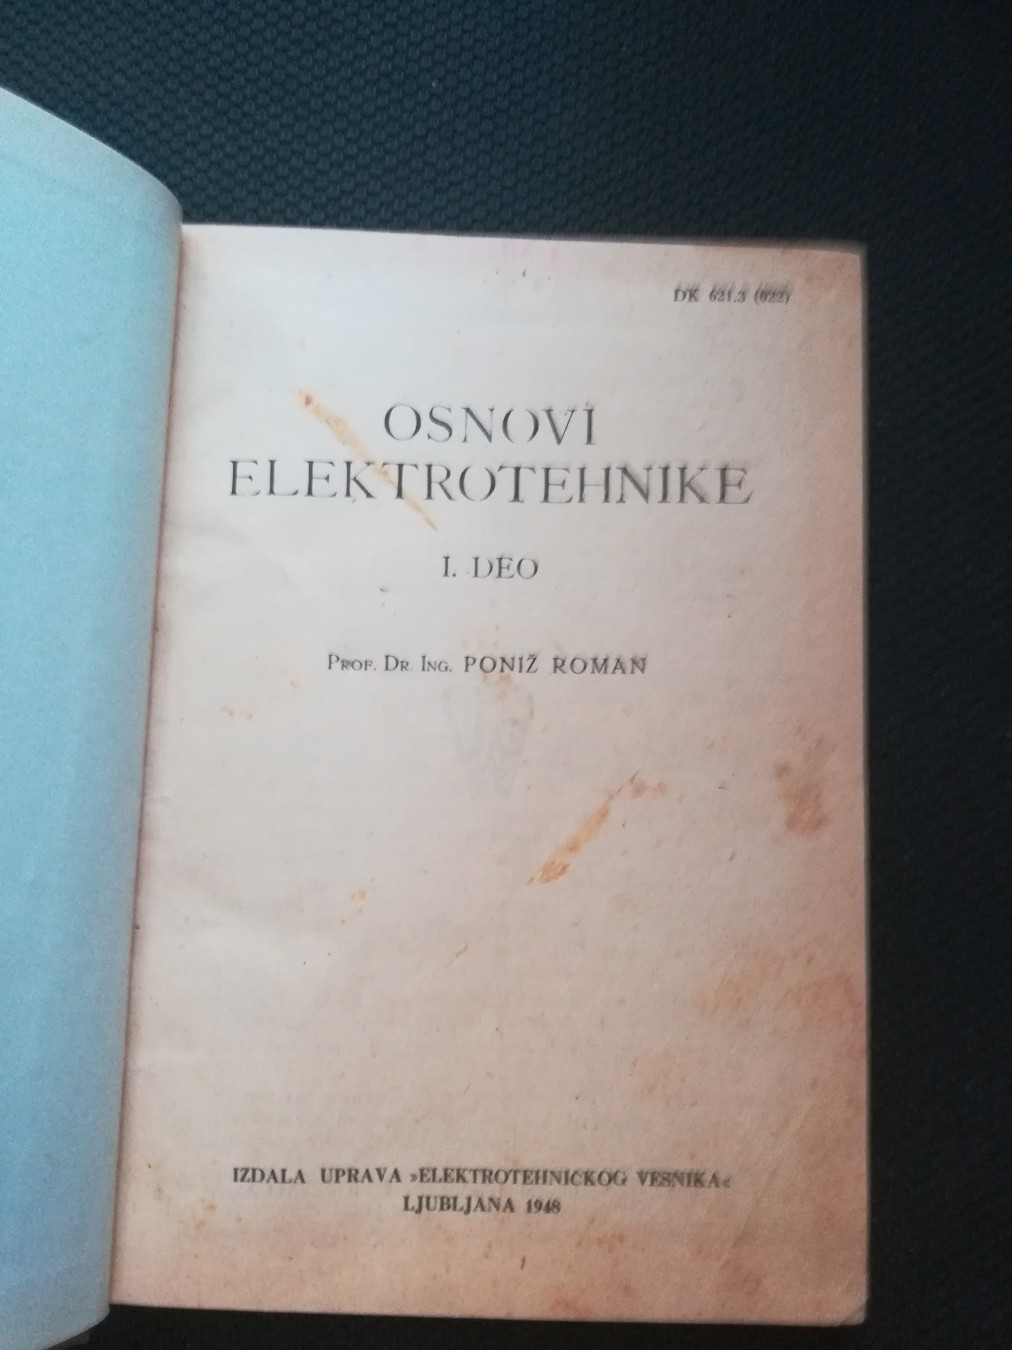 DK 621.3 (022)
OSNOVI
ELEKTROTEHNIKE
I. DEO
PROF. DR. ING. PONIŽ ROMAN
IZDALA UPRAVA »ELEKTROTEHNIČKOG VESNIKA«
LJUBLJANA 1948